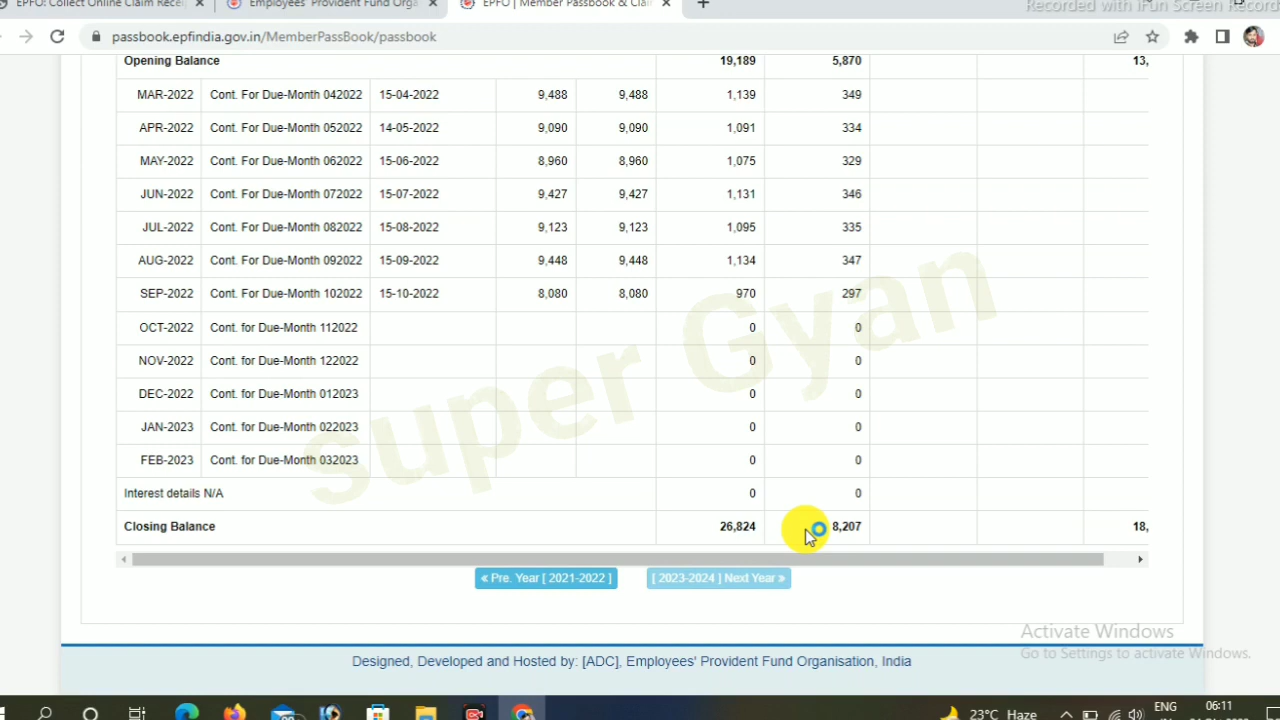 EPFO: Collect Online Claim Rece
Employees' Provident Fund Orga
EPFO | Member Passbook & Clai
passbook.epfindia.gov.in/MemberPassBook/passbook
Opening Balance 19,189 5,870 13,
MAR-2022 Cont. For Due-Month 042022 15-04-2022 9,488 9,488 1,139 349
APR-2022 Cont. For Due-Month 052022 14-05-2022 9,090 9,090 1,091 334
MAY-2022 Cont. For Due-Month 062022 15-06-2022 8,960 8,960 1,075 329
JUN-2022 Cont. For Due-Month 072022 15-07-2022 9,427 9,427 1,131 346
JUL-2022 Cont. For Due-Month 082022 15-08-2022 9,123 9,123 1,095 335
AUG-2022 Cont. For Due-Month 092022 15-09-2022 9,448 9,448 1,134 347
SEP-2022 Cont. For Due-Month 102022 15-10-2022 8,080 8,080 970 297
OCT-2022 Cont. for Due-Month 112022 0 0
NOV-2022 Cont. for Due-Month 122022 0 0
DEC-2022 Cont. for Due-Month 012023 0 0
JAN-2023 Cont. for Due-Month 022023 0 0
FEB-2023 Cont. for Due-Month 032023 0 0
Interest details N/A 0 0
Closing Balance 26,824 8,207 18,
super Gyan
« Pre. Year [ 2021-2022 ] [ 2023-2024 ] Next Year »
Activate Windows
Go to Settings to activate Windows.
Designed, Developed and Hosted by: [ADC], Employees' Provident Fund Organisation, India
23°C Haze ENG 06:11